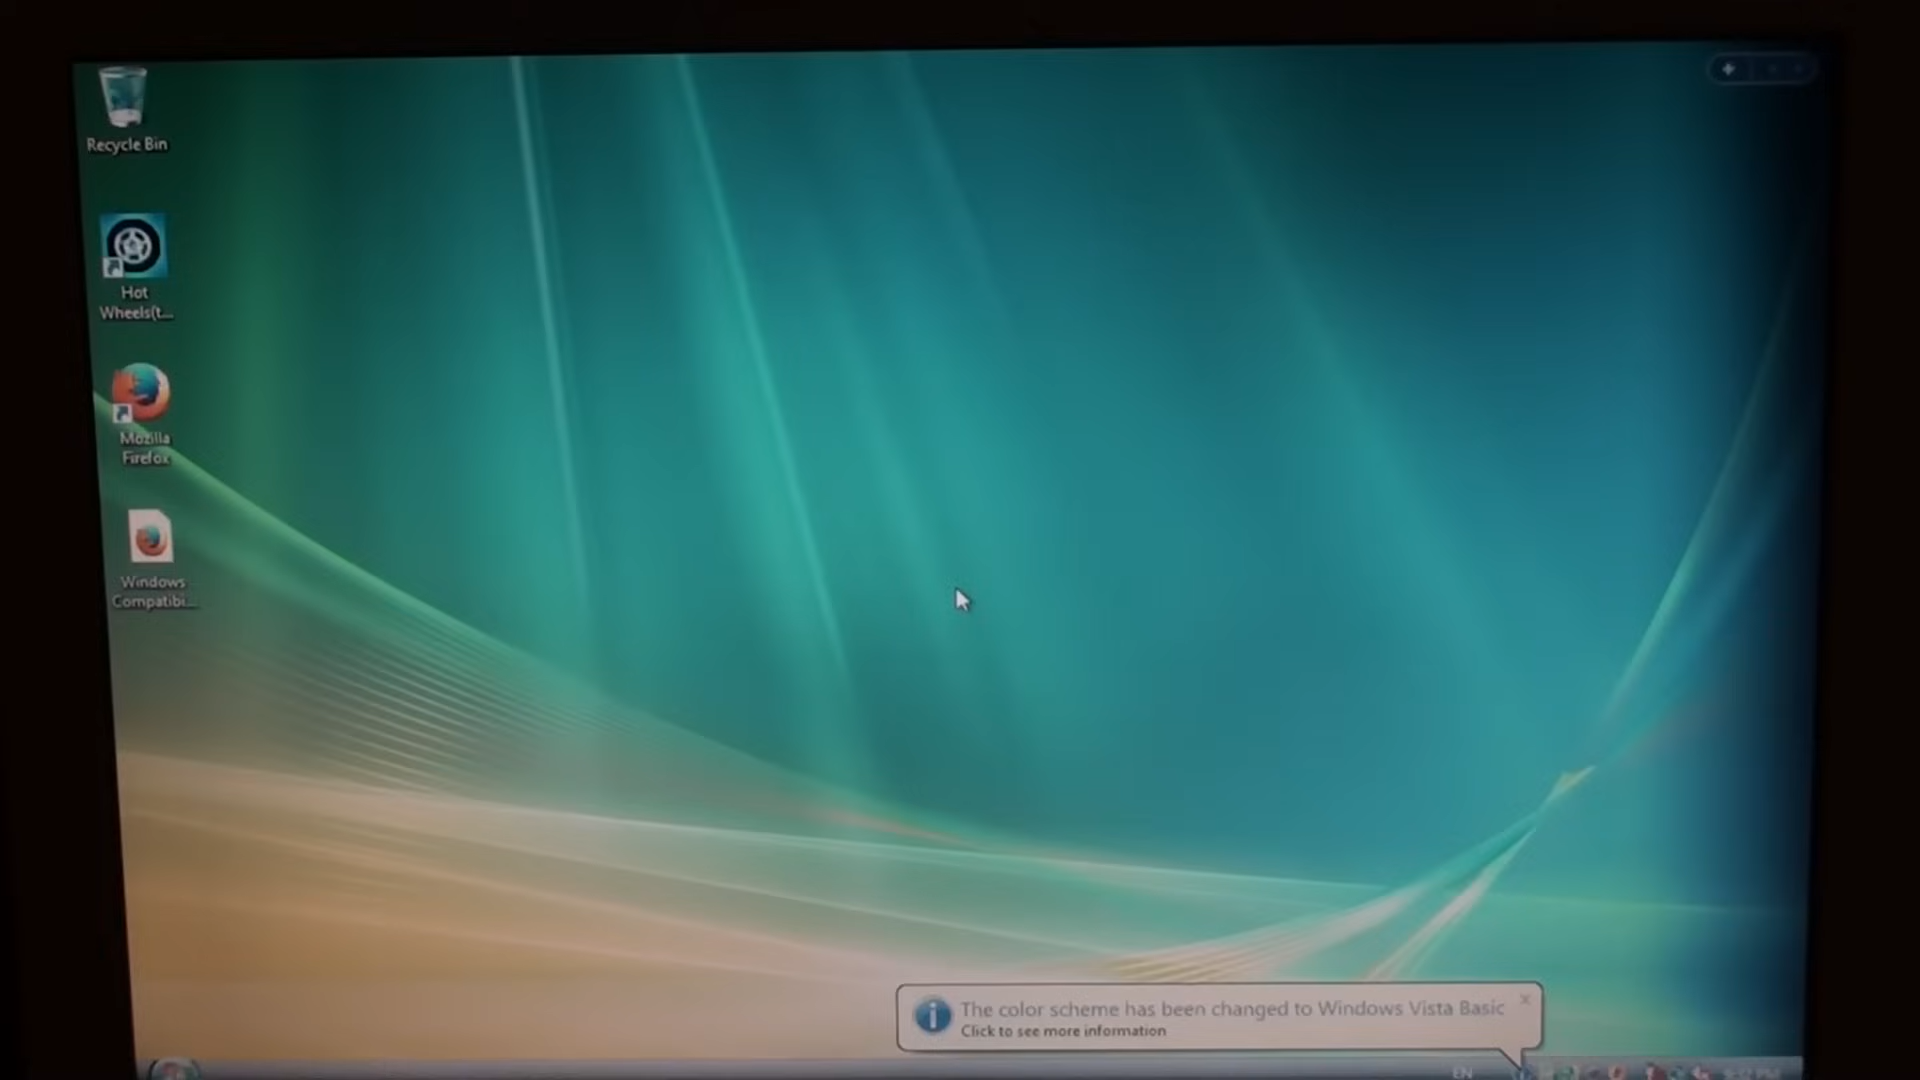 Recycle Bin
Hot
Wheels(t...
Mozilla
Firefox
Windows
Compatibi...
The color scheme has been changed to Windows Vista Basic
Click to see more information
EN